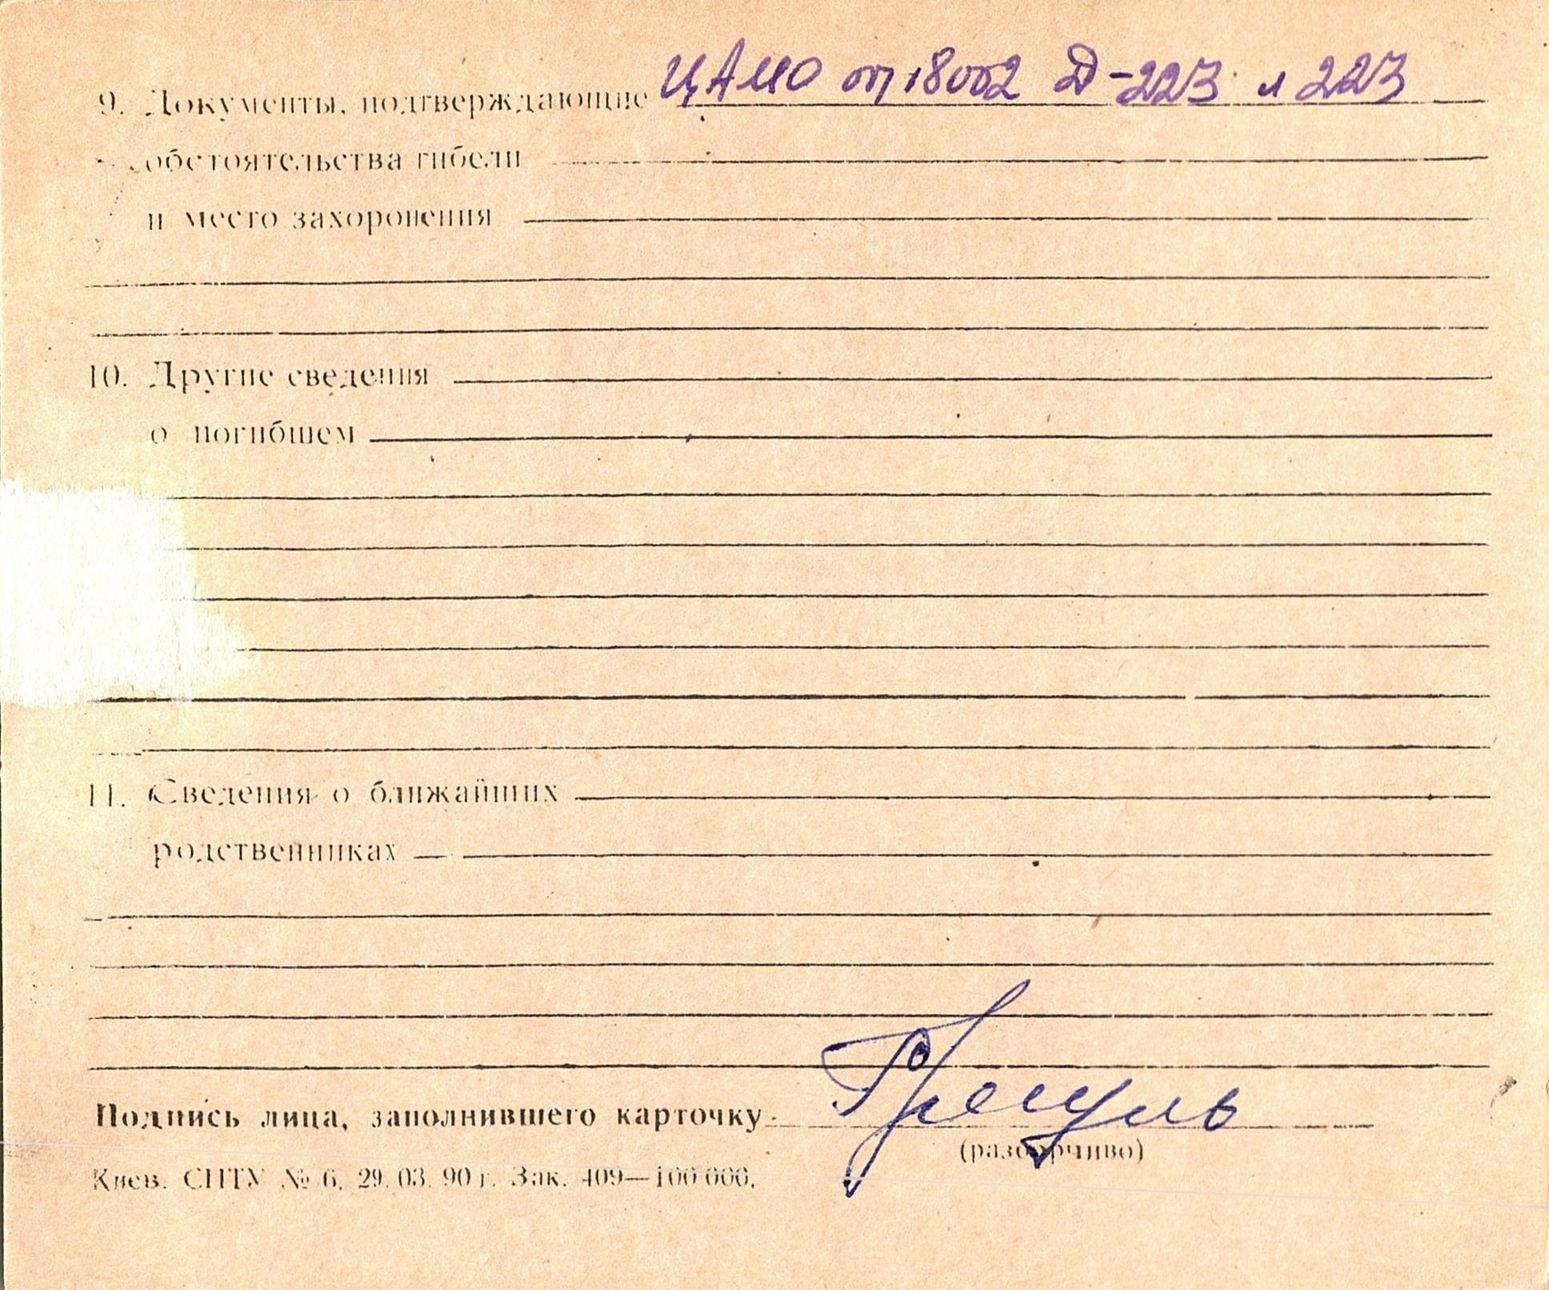 9. Документы, подтверждающие ЦАМО оп 18002 Д-223 л 223
обстоятельства гибели
и место захоронения
10. Другие сведения
о погибшем
11. Сведения о ближайших
родственниках
Подпись лица, заполнившего карточку
(разборчиво)
Киев. СПТУ № 6. 29.03.90 г. Зак. 409—100 000.